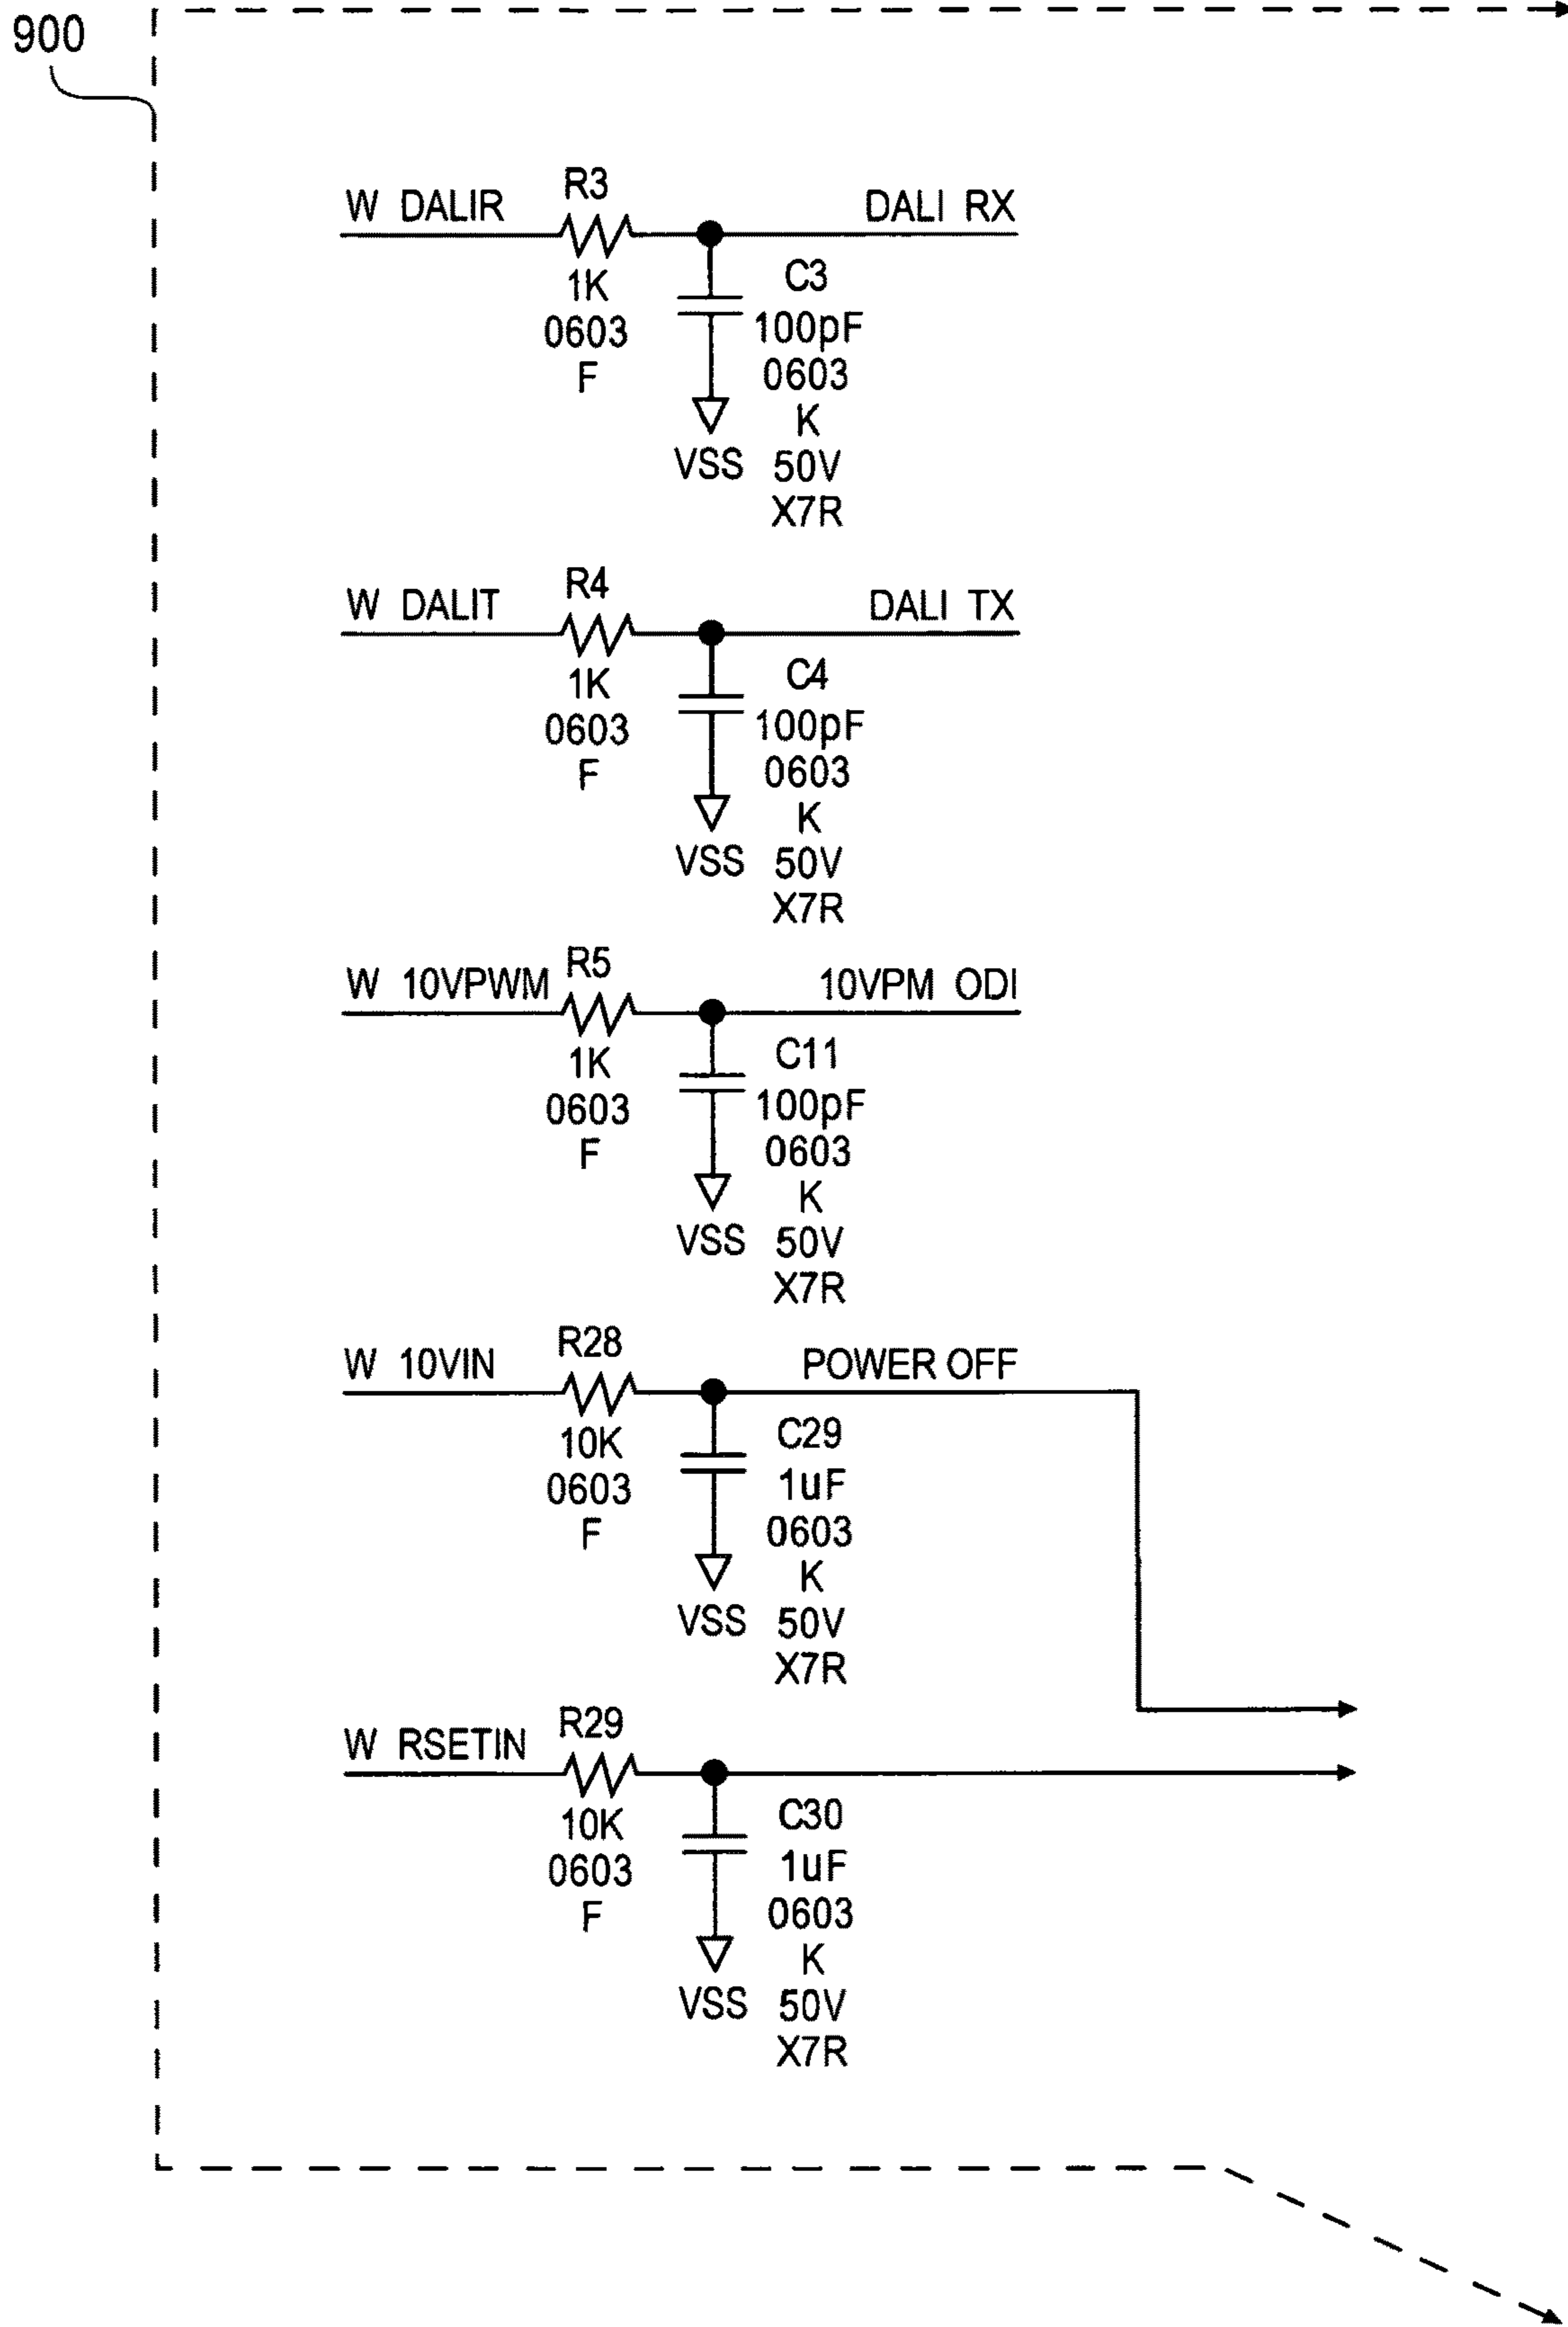 900
W DALIR
R3
DALI RX
1K
0603
F
C3
100pF
0603
K
50V
X7R
VSS
W DALIT
R4
DALI TX
1K
0603
F
C4
100pF
0603
K
50V
X7R
VSS
W 10VPWM
R5
10VPM ODI
1K
0603
F
C11
100pF
0603
K
50V
X7R
VSS
W 10VIN
R28
POWER OFF
10K
0603
F
C29
1uF
0603
K
50V
X7R
VSS
W RSETIN
R29
10K
0603
F
C30
1uF
0603
K
50V
X7R
VSS